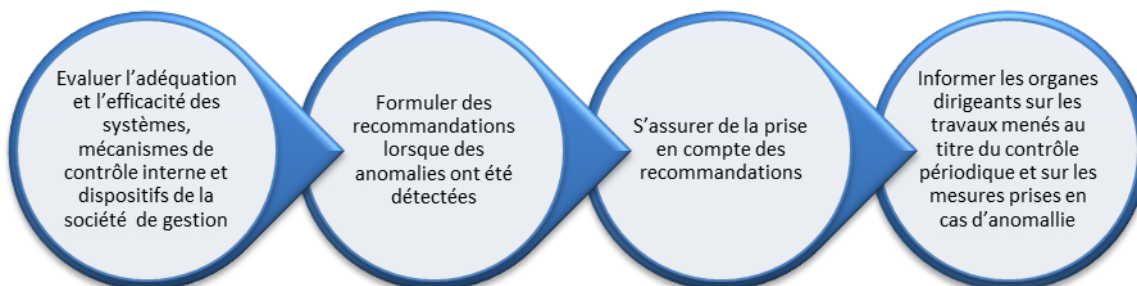 Evaluer l'adéquation
et l'efficacité des
systèmes,
mécanismes de
contrôle interne et
dispositifs de la
société de gestion
Formuler des
recommandations
lorsque des
anomalies ont été
détectées
S'assurer de la prise
en compte des
recommandations
Informer les organes
dirigeants sur les
travaux menés au
titre du contrôle
périodique et sur les
mesures prises en
cas d'anomallie